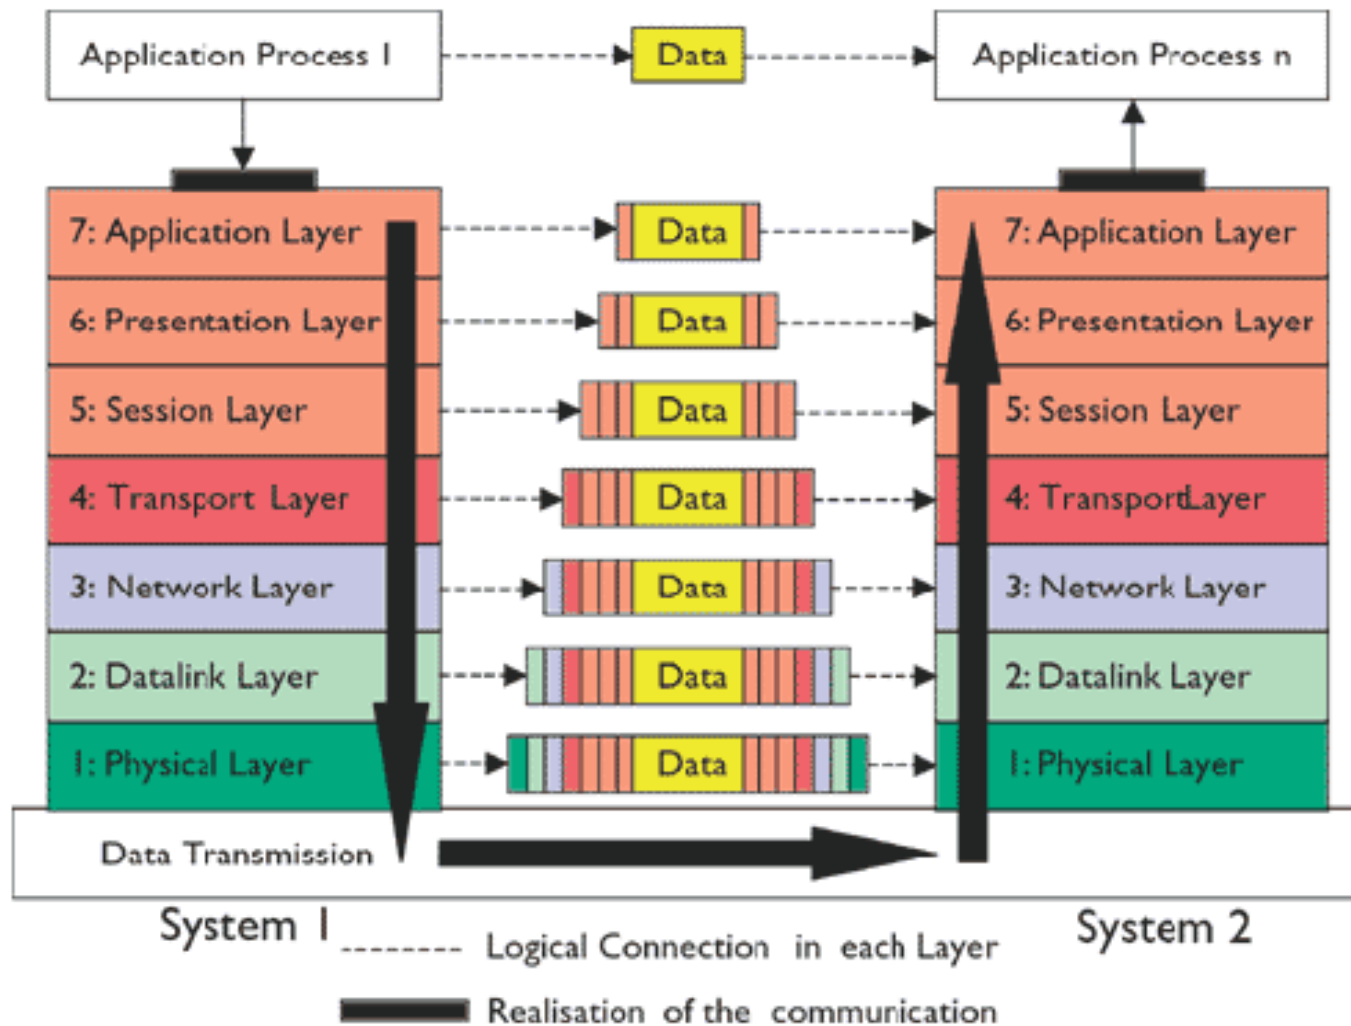 Application Process 1
Data
Application Process n
7: Application Layer
Data
7: Application Layer
6: Presentation Layer
Data
6: Presentation Layer
5: Session Layer
Data
5: Session Layer
4: Transport Layer
Data
4: TransportLayer
3: Network Layer
Data
3: Network Layer
2: Datalink Layer
Data
2: Datalink Layer
1: Physical Layer
Data
1: Physical Layer
Data Transmission
System 1
System 2
Logical Connection in each Layer
Realisation of the communication